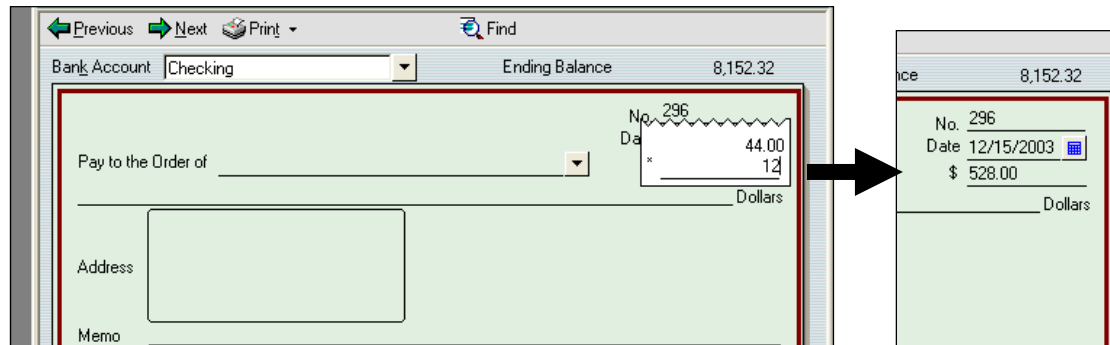 Previous Next Print Find
Bank Account Checking Ending Balance 8,152.32
No. 296
Da
44.00
Pay to the Order of * 12
Dollars
Address
Memo
nce 8,152.32
No. 296
Date 12/15/2003
$ 528.00
Dollars